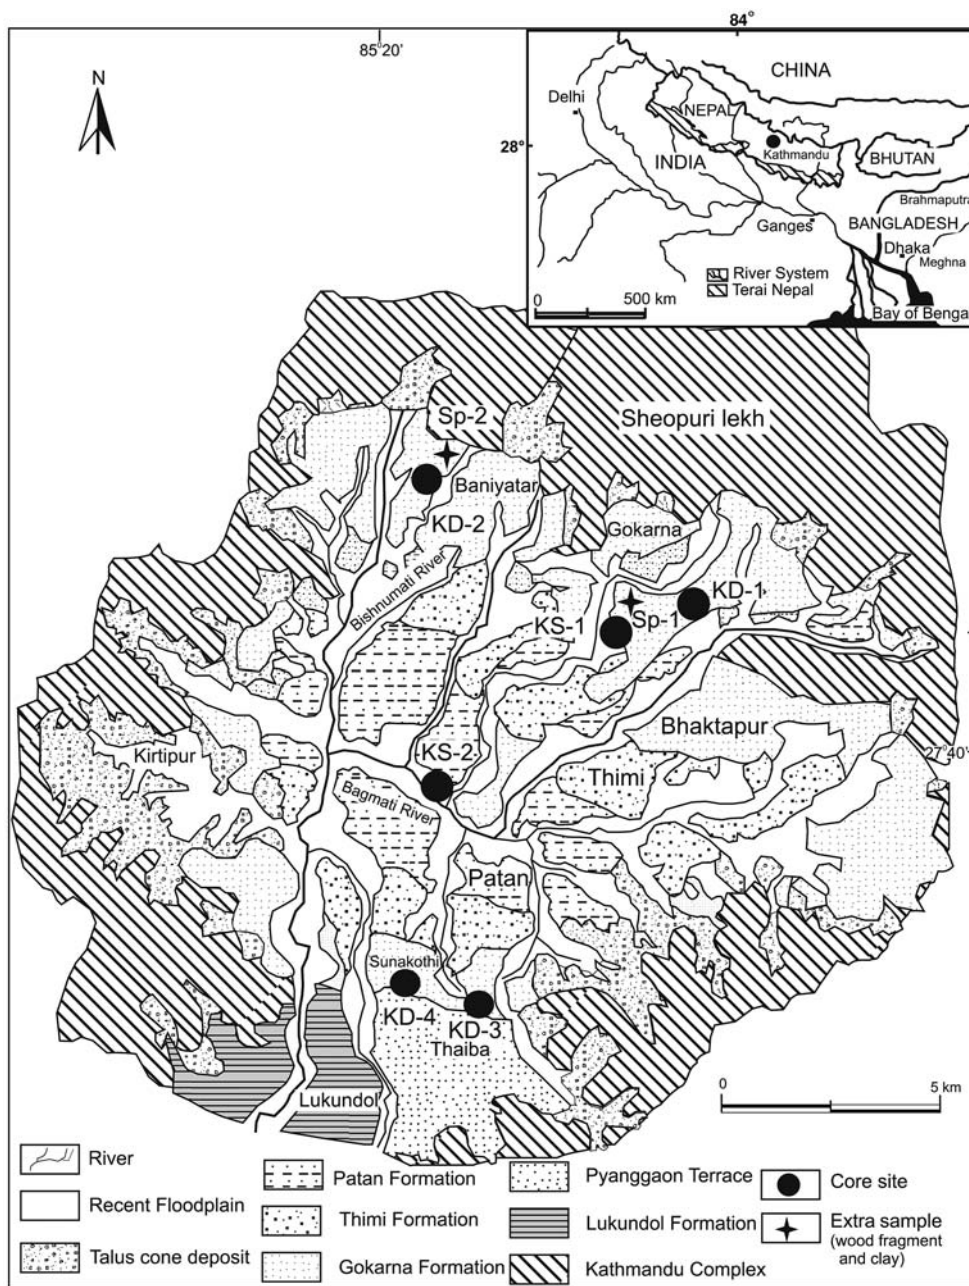 84°
85°20'
N
CHINA
Delhi
NEPAL
28°
Kathmandu
INDIA
BHUTAN
Brahmaputra
BANGLADESH
Ganges
Dhaka
Meghna
River System
Terai Nepal
0 500 km
Bay of Benga
Sp-2
Sheopuri lekh
Baniyatar
KD-2
Gokarna
Bishnumati River
KD-1
KS-1
Sp-1
Bhaktapur
KS-2
Kirtipur
27°40'
Thimi
Bagmati River
Patan
Sunakothi
KD-4
KD-3
Thaiba
0 5 km
Lukundol
River
Recent Floodplain
Talus cone deposit
Patan Formation
Thimi Formation
Gokarna Formation
Pyanggaon Terrace
Lukundol Formation
Kathmandu Complex
Core site
Extra sample
(wood fragment
and clay)